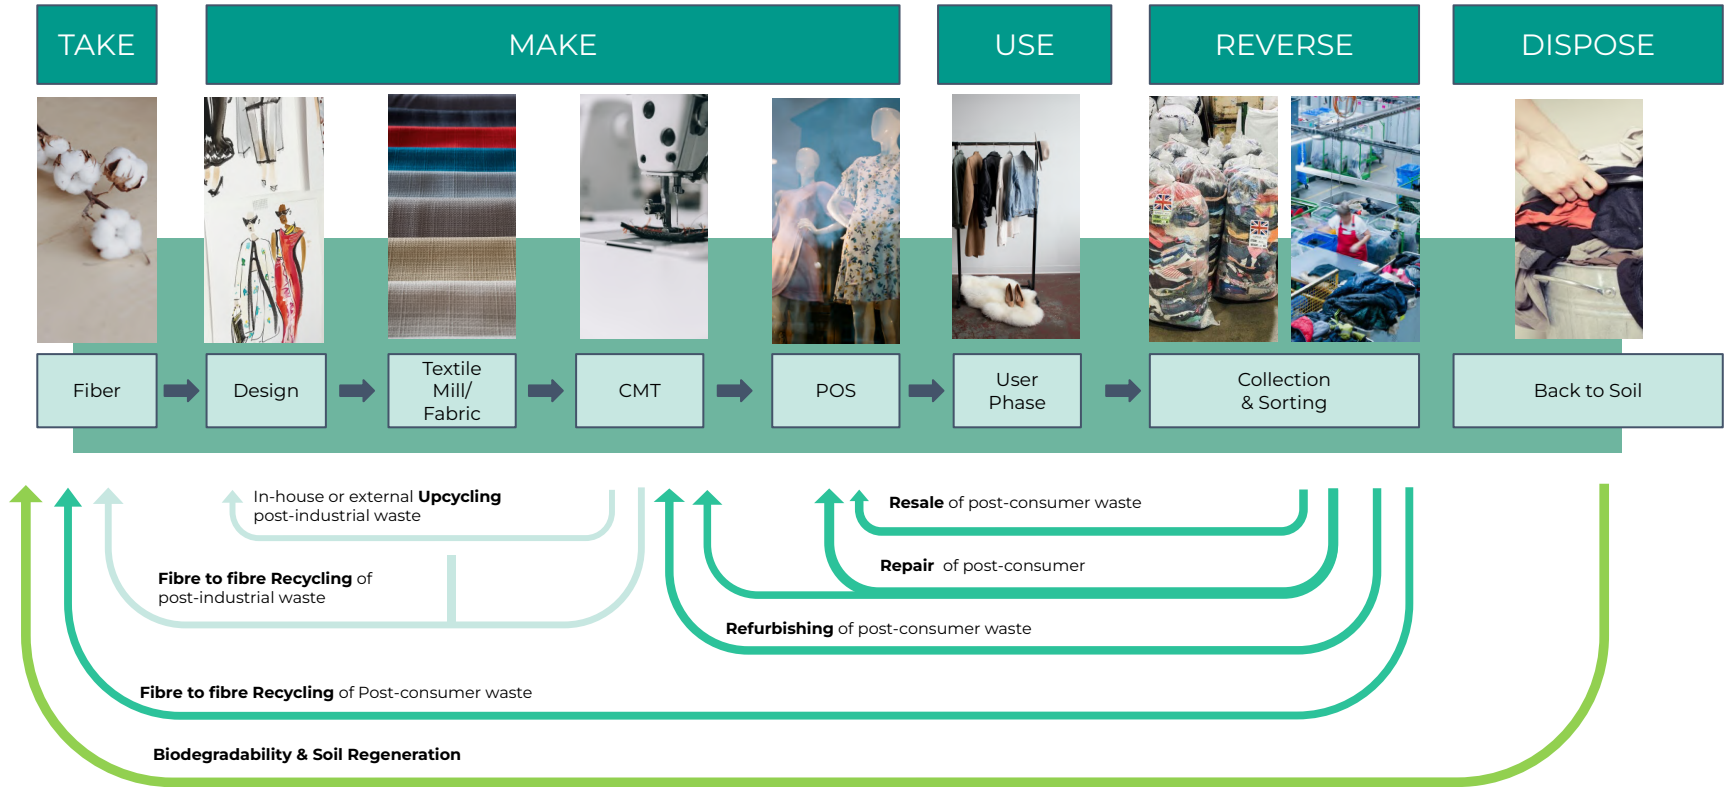 TAKE
MAKE
USE
REVERSE
DISPOSE
Fiber
Design
Textile
Mill/
Fabric
CMT
POS
User
Phase
Collection
& Sorting
Back to Soil
In-house or external Upcycling
post-industrial waste
Resale of post-consumer waste
Fibre to fibre Recycling of
post-industrial waste
Repair of post-consumer
Refurbishing of post-consumer waste
Fibre to fibre Recycling of Post-consumer waste
Biodegradability & Soil Regeneration